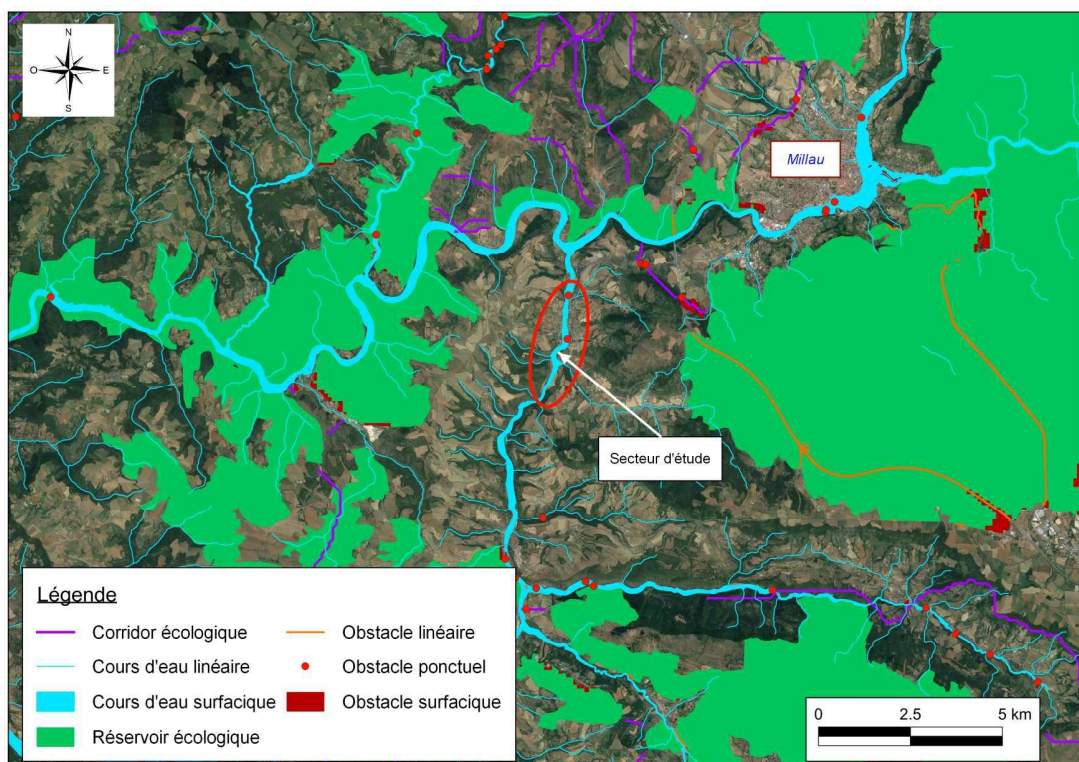 N
O E
S
Millau
Secteur d'étude
Légende
Corridor écologique
Cours d'eau linéaire
Cours d'eau surfacique
Réservoir écologique
Obstacle linéaire
Obstacle ponctuel
Obstacle surfacique
0 2.5 5 km